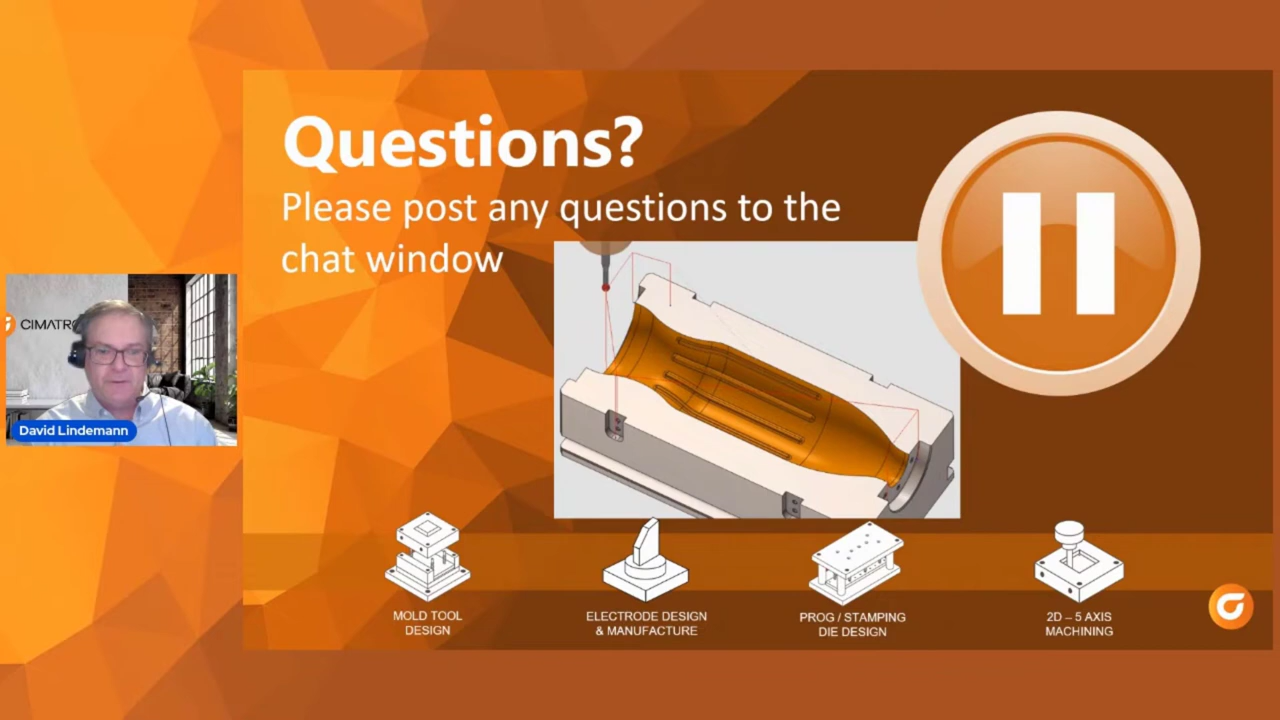 Questions?
Please post any questions to the
chat window
CIMATR
David Lindemann
MOLD TOOL
DESIGN
ELECTRODE DESIGN
& MANUFACTURE
PROG / STAMPING
DIE DESIGN
2D – 5 AXIS
MACHINING